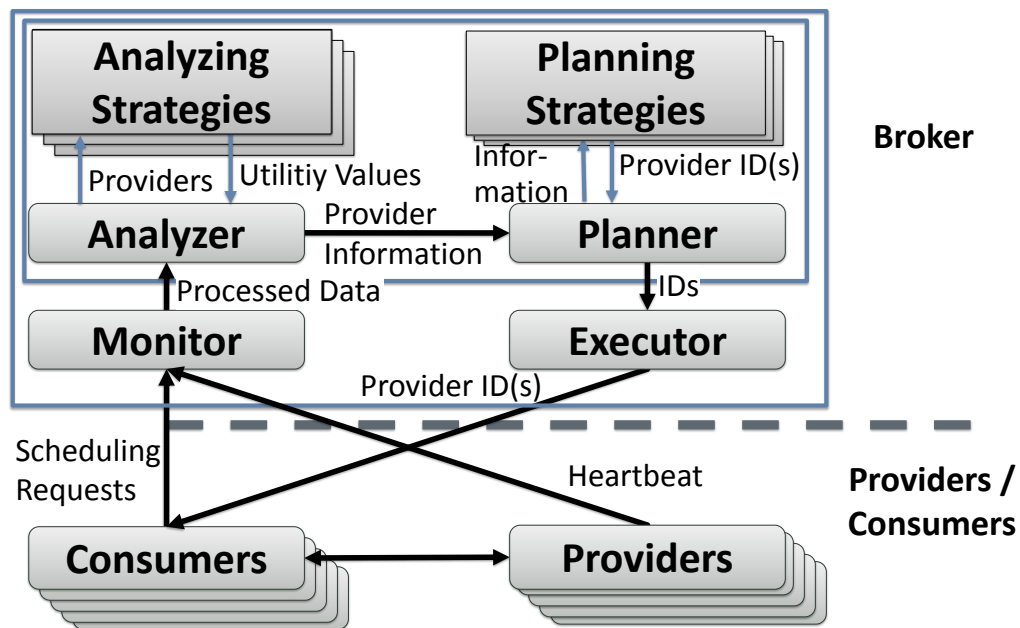 Analyzing
Strategies
Planning
Strategies
Broker
Providers
Utilitiy Values
Infor-
mation
Provider ID(s)
Analyzer
Provider
Information
Planner
Processed Data
IDs
Monitor
Executor
Provider ID(s)
Scheduling
Requests
Heartbeat
Providers /
Consumers
Consumers
Providers